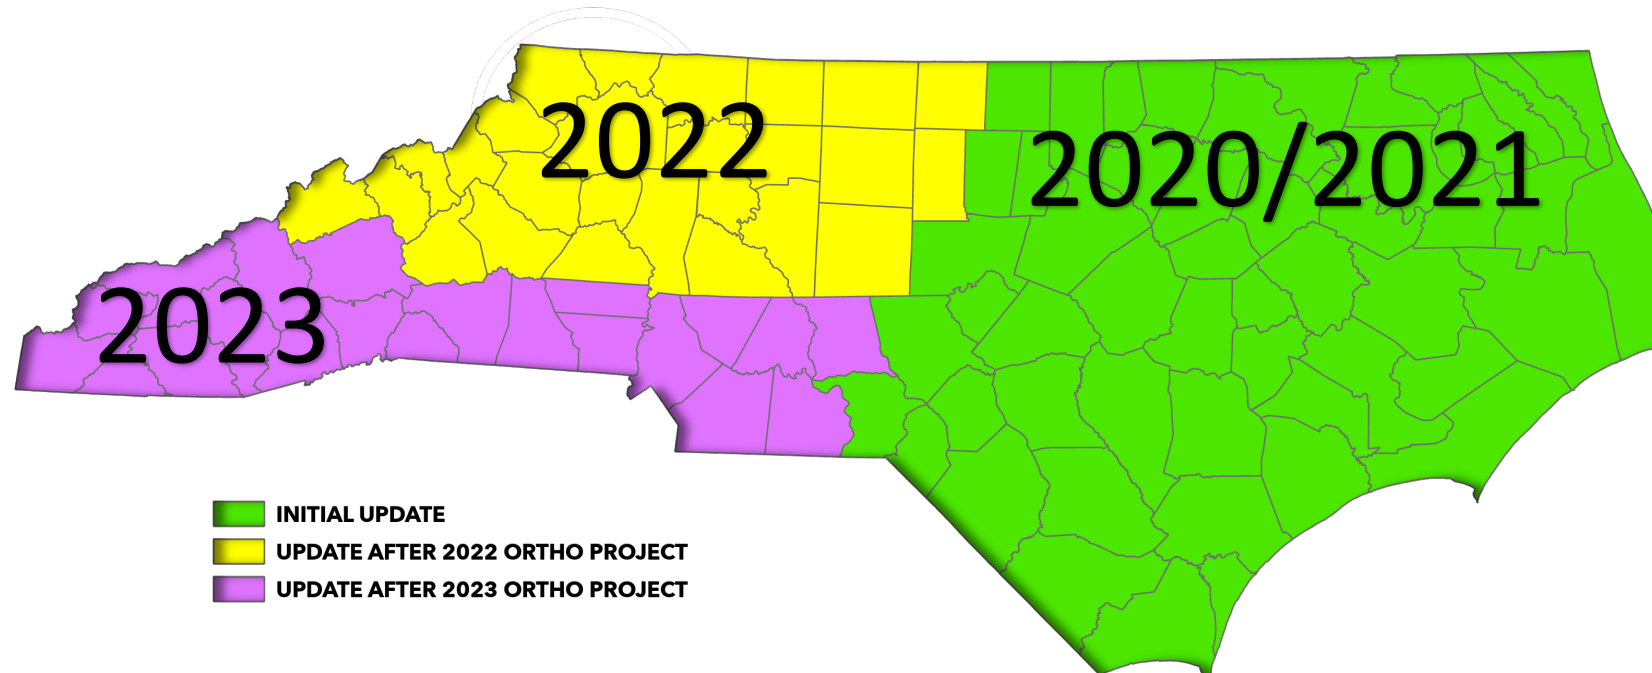 2022
2020/2021
2023
INITIAL UPDATE
UPDATE AFTER 2022 ORTHO PROJECT
UPDATE AFTER 2023 ORTHO PROJECT